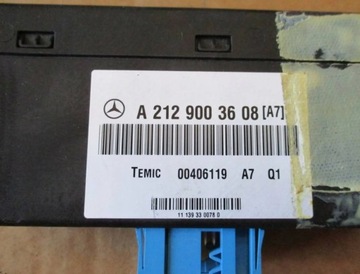 A 212 900 36 08 [A7]
TEMIC 00406119 A7 Q1
11 139 33 0078 0